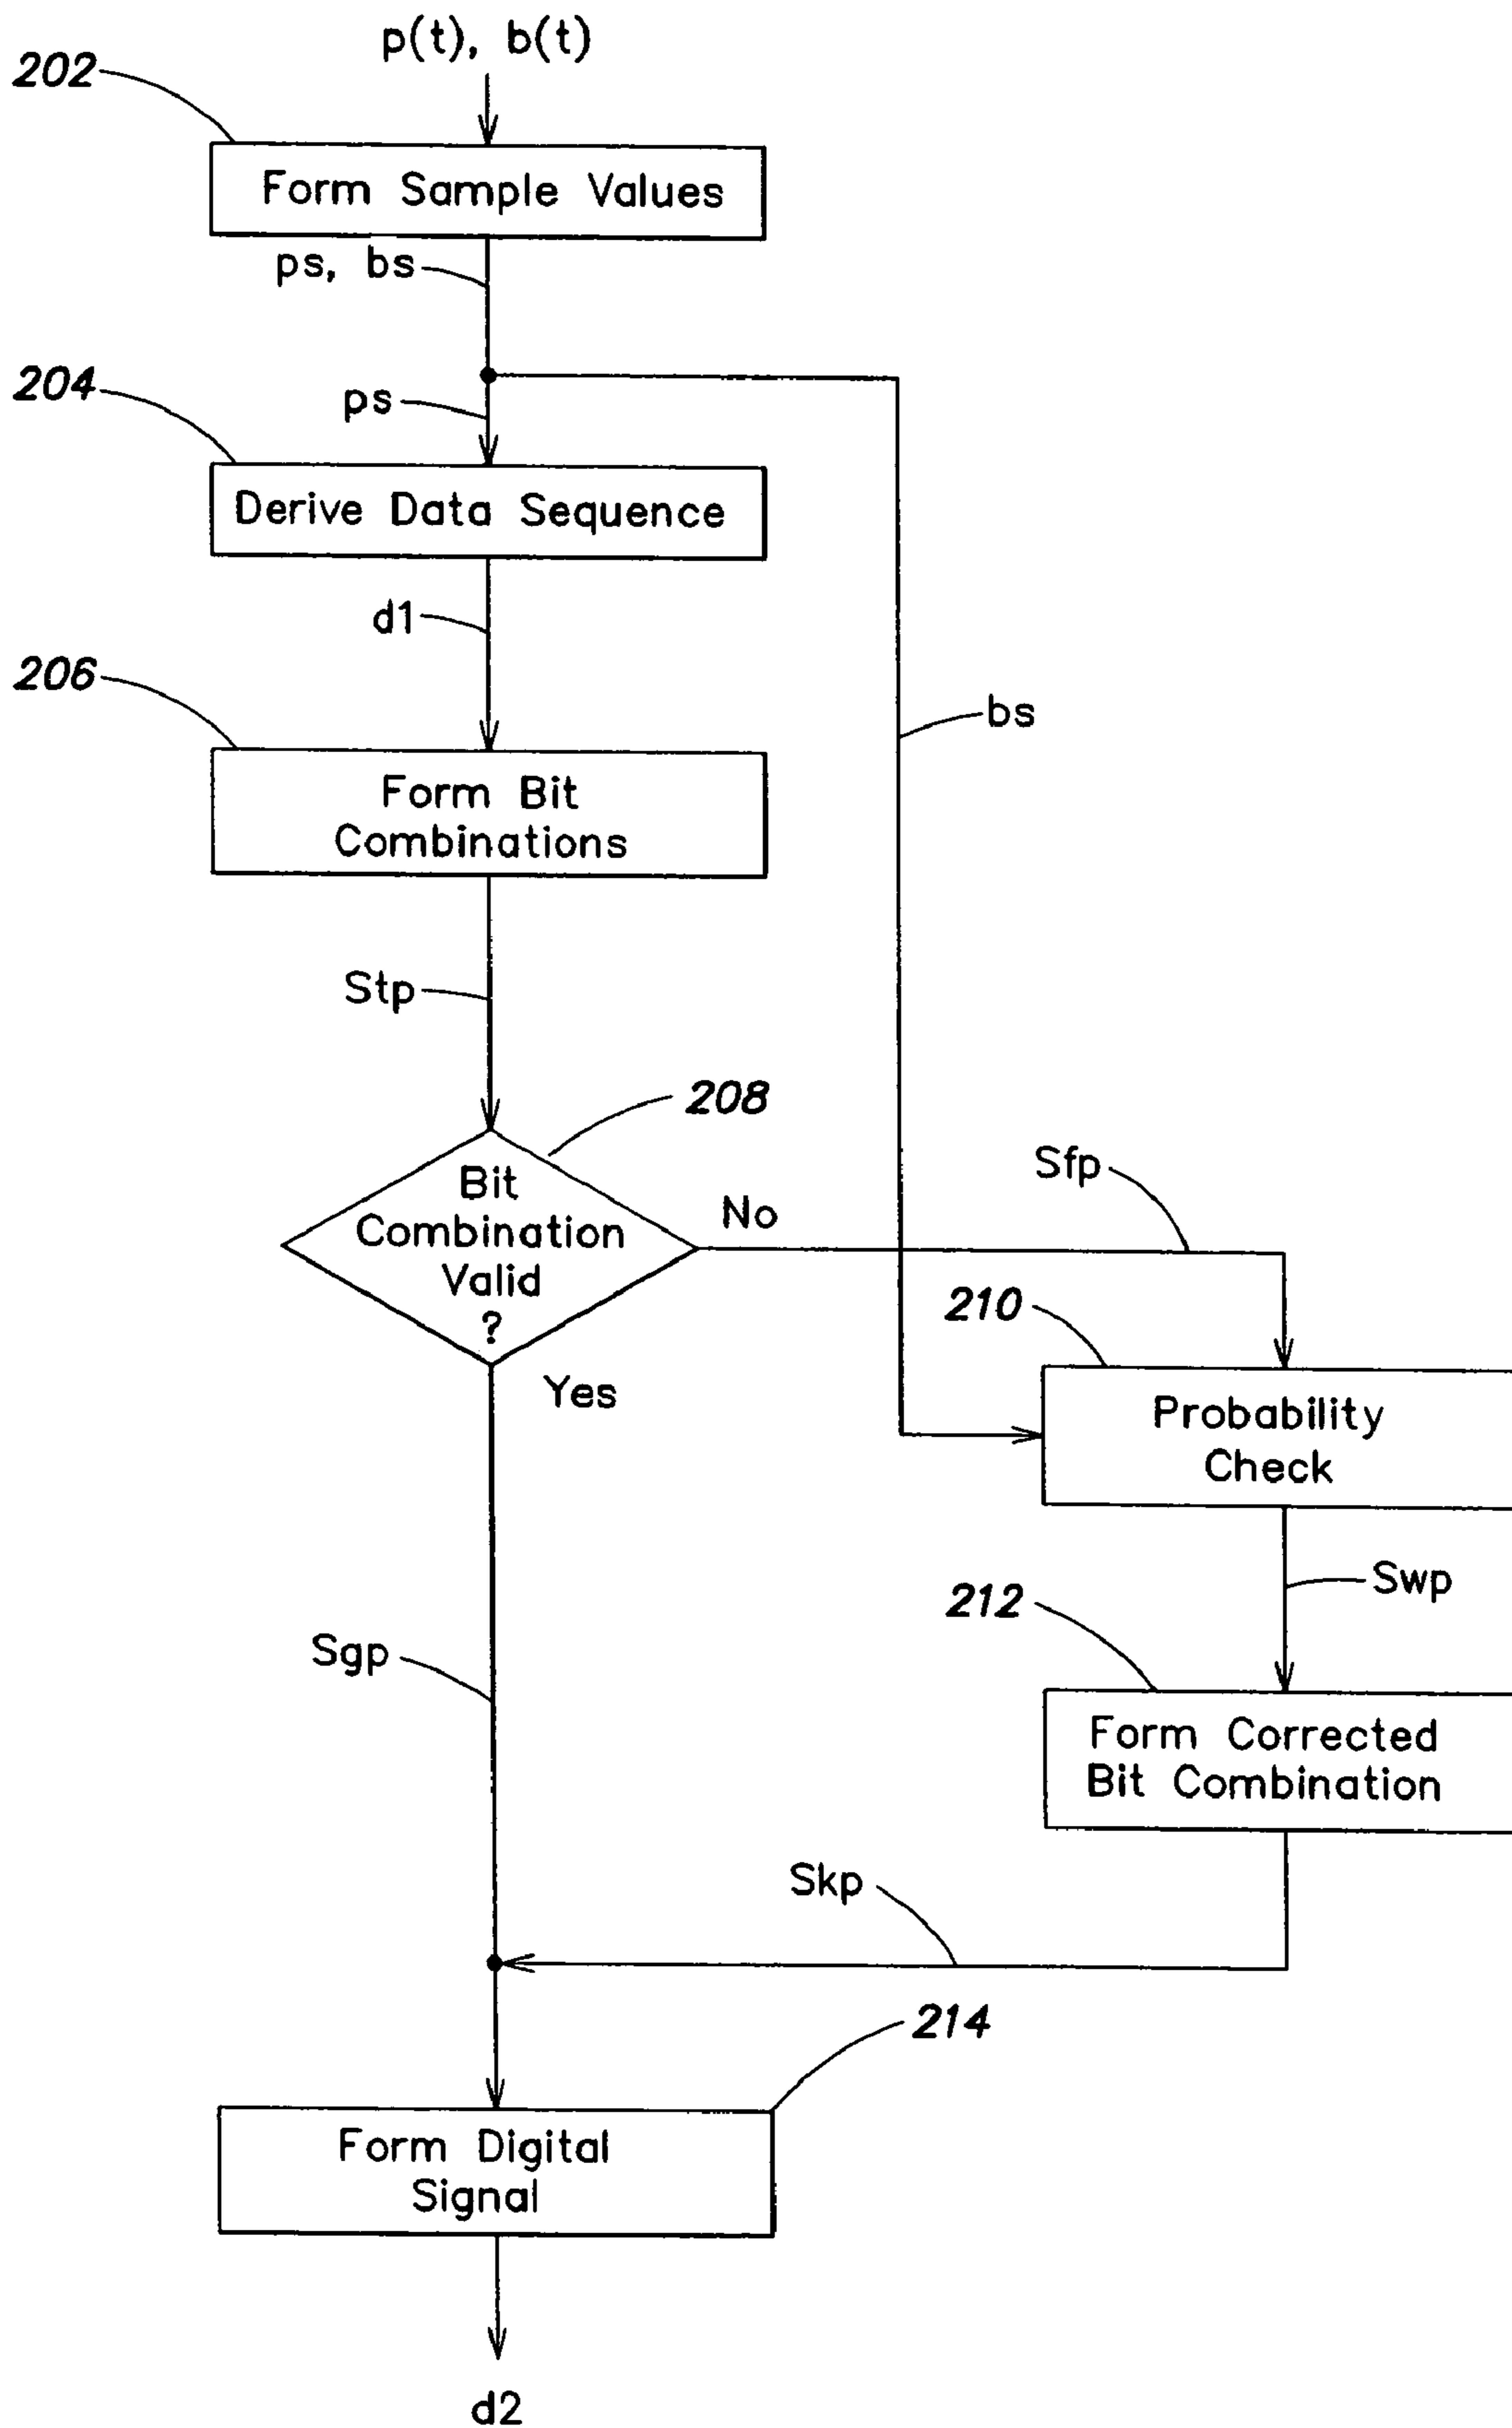 p(t), b(t)
202
Form Sample Values
ps, bs
204
ps
Derive Data Sequence
d1
206
bs
Form Bit
Combinations
Stp
208
Bit
Combination
Valid
?
No
Sfp
Yes
210
Probability
Check
Swp
212
Sgp
Form Corrected
Bit Combination
Skp
214
Form Digital
Signal
d2